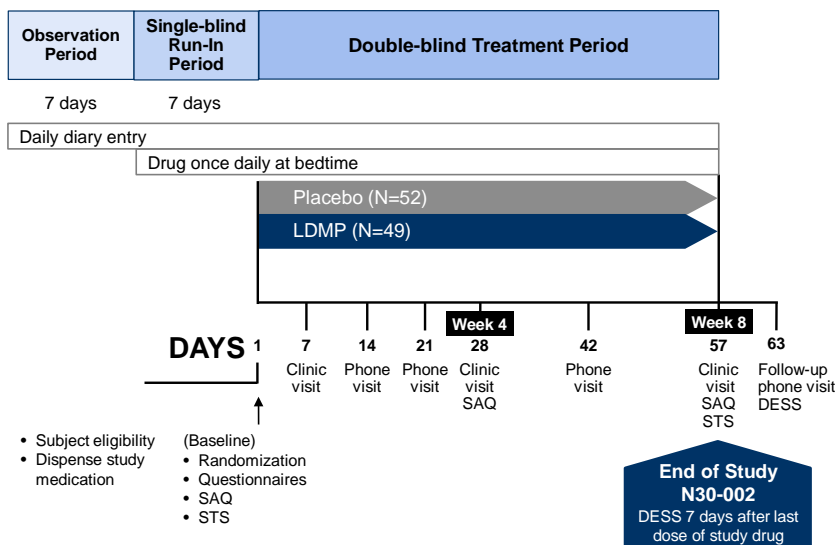 Observation
Period
Single-blind
Run-In
Period
Double-blind Treatment Period
7 days
7 days
Daily diary entry
Drug once daily at bedtime
Placebo (N=52)
LDMP (N=49)
Week 4
Week 8
DAYS 1 7 14 21 28 42 57 63
Clinic
visit
Phone
visit
Phone
visit
Clinic
visit
SAQ
Phone
visit
Clinic
visit
SAQ
STS
Follow-up
phone visit
DESS
• Subject eligibility
• Dispense study
medication
(Baseline)
• Randomization
• Questionnaires
• SAQ
• STS
End of Study
N30-002
DESS 7 days after last
dose of study drug